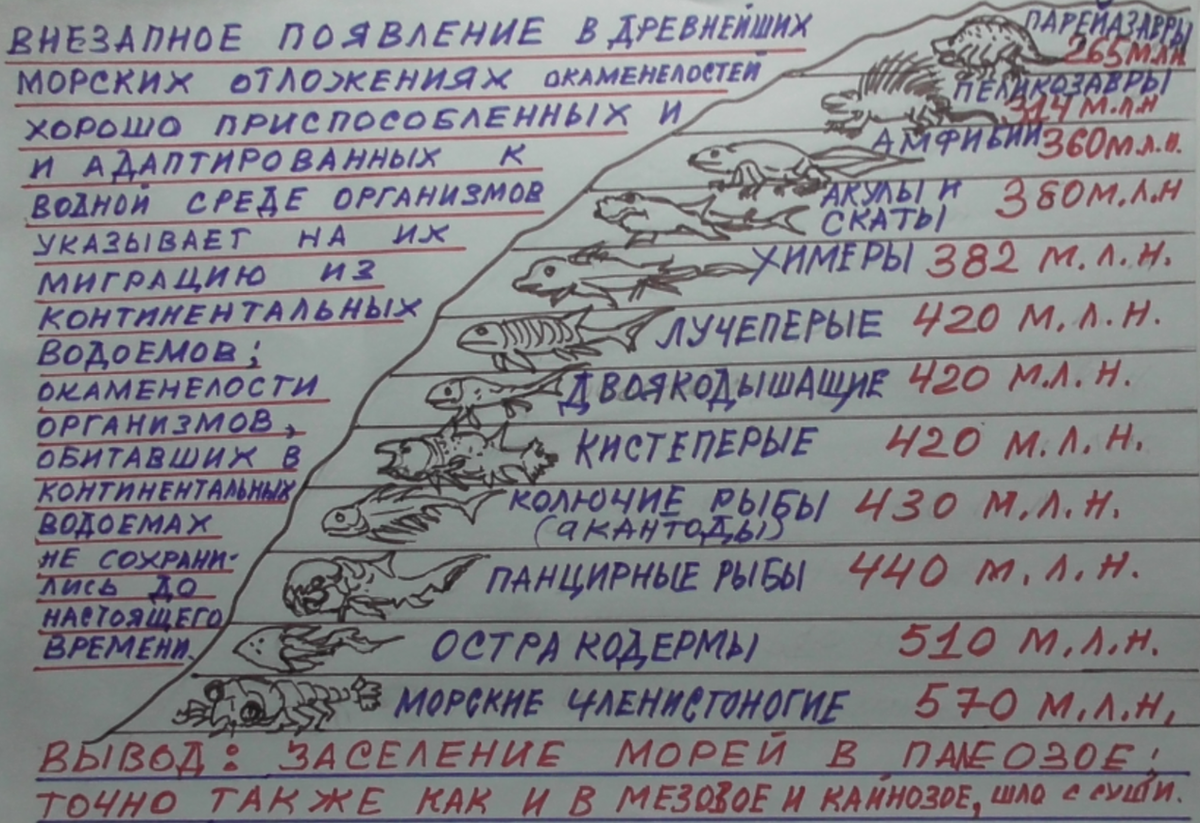 ВНЕЗАПНОЕ ПОЯВЛЕНИЕ В ДРЕВНЕЙШИХ
МОРСКИХ ОТЛОЖЕНИЯХ ОКАМЕНЕЛОСТЕЙ
ХОРОШО ПРИСПОСОБЛЕННЫХ И
И АДАПТИРОВАННЫХ К
ВОДНОЙ СРЕДЕ ОРГАНИЗМОВ
УКАЗЫВАЕТ НА ИХ
МИГРАЦИЮ ИЗ
КОНТИНЕНТАЛЬНЫХ
ВОДОЕМОВ;
ОКАМЕНЕЛОСТИ
ОРГАНИЗМОВ,
ОБИТАВШИХ В
КОНТИНЕНТАЛЬНЫХ
ВОДОЕМАХ
НЕ СОХРАНИ-
ЛИСЬ ДО
НАСТОЯЩЕГО
ВРЕМЕНИ.
ПАРЕЙАЗАВРЫ
265 М.Л.Н.
ПЕЛИКОЗАВРЫ
314 М.Л.Н
АМФИБИИ 360 М.Л.Н.
АКУЛЫ И
СКАТЫ 380 М.Л.Н
ХИМЕРЫ 382 М.Л.Н.
ЛУЧЕПЕРЫЕ 420 М.Л.Н.
ДВОЯКОДЫШАЩИЕ 420 М.Л.Н.
КИСТЕПЕРЫЕ 420 М.Л.Н.
КОЛЮЧИЕ РЫБЫ 430 М.Л.Н.
(аКАНТОДЫ)
ПАНЦИРНЫЕ РЫБЫ 440 М.Л.Н.
ОСТРАКОДЕРМЫ 510 М.Л.Н.
МОРСКИЕ ЧЛЕНИСТОНОГИЕ 570 М.Л.Н.
ВЫВОД: ЗАСЕЛЕНИЕ МОРЕЙ В ПАЛЕОЗОЕ;
ТОЧНО ТАКЖЕ КАК И В МЕЗОЗОЕ И КАЙНОЗОЕ, ШЛО С СУШИ.